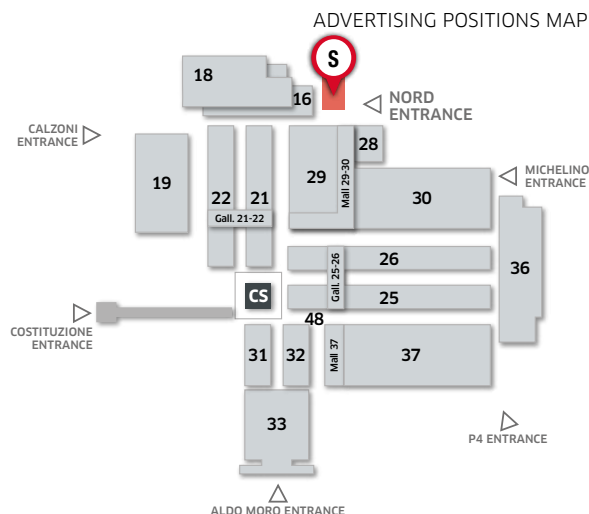 ADVERTISING POSITIONS MAP
S
18
16
NORD
ENTRANCE
CALZONI
ENTRANCE
28
19
22
21
29
Mall 29-30
30
MICHELINO
ENTRANCE
Gall. 21-22
26
Gall. 25-26
36
CS
25
COSTITUZIONE
ENTRANCE
48
31
32
Mall 37
37
33
P4 ENTRANCE
ALDO MORO ENTRANCE